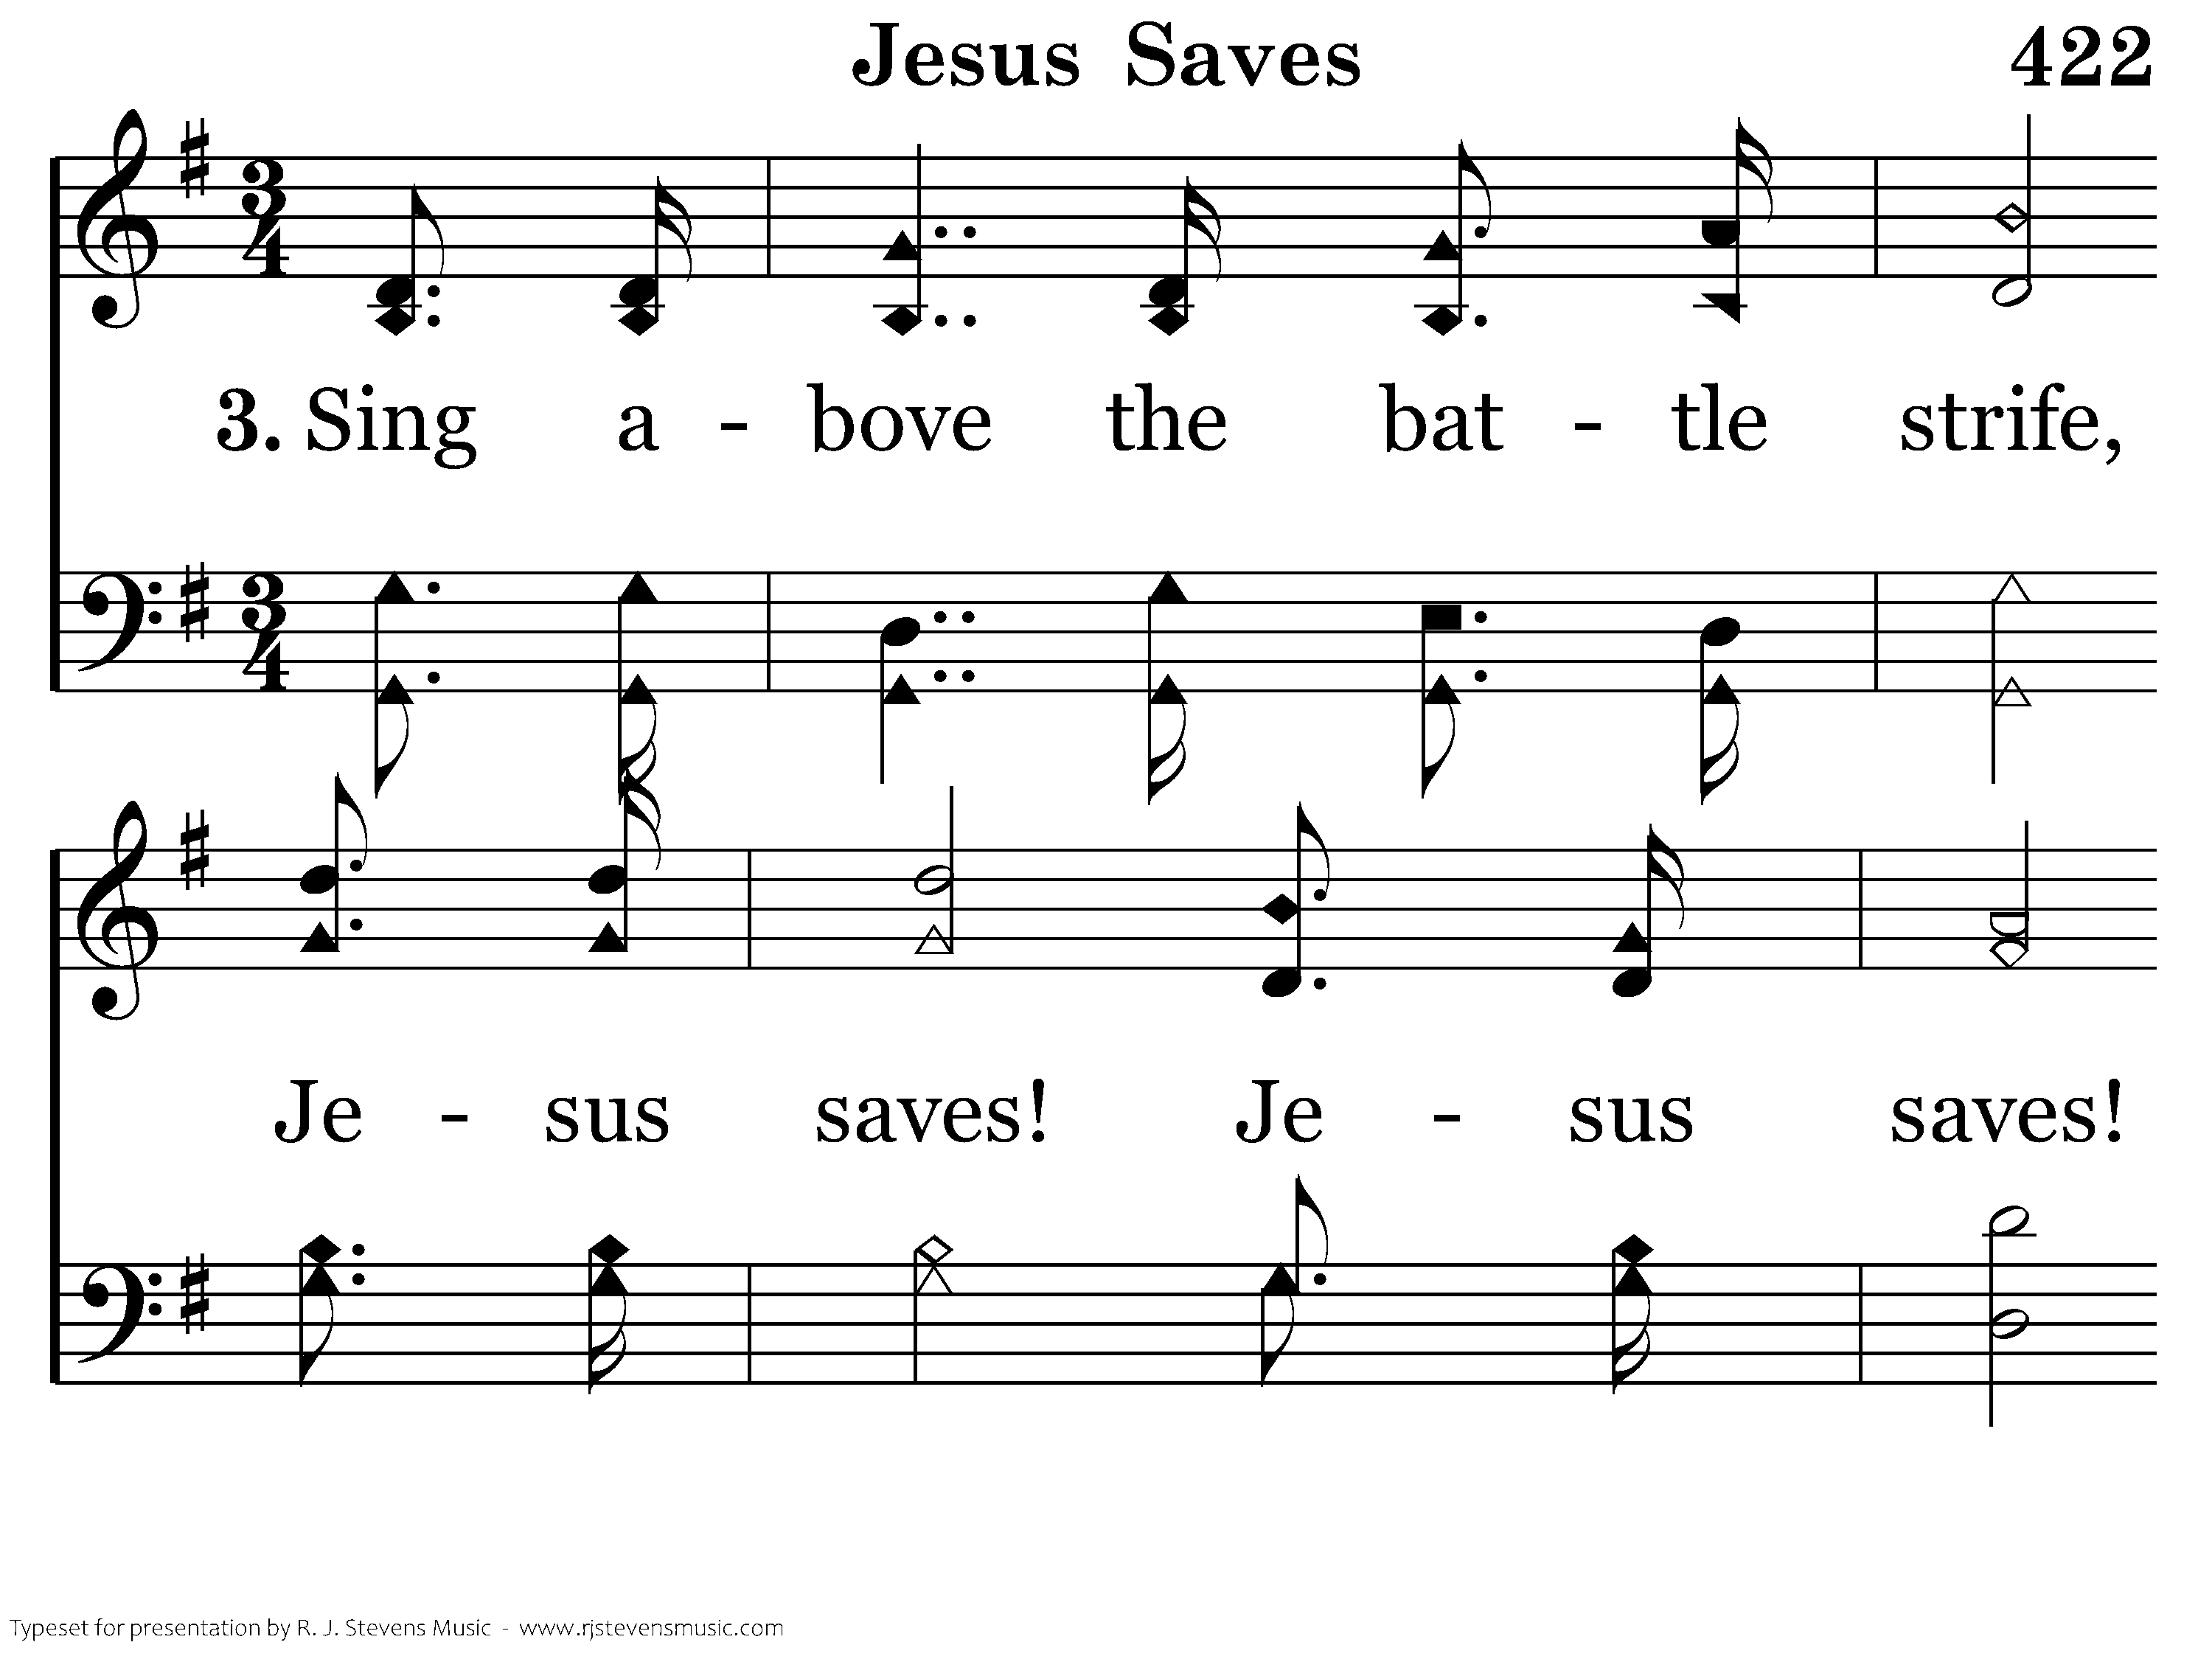 Jesus Saves 422
3. Sing a - bove the bat - tle strife,
Je - sus saves! Je - sus saves!
Typeset for presentation by R. J. Stevens Music - www.rjstevensmusic.com